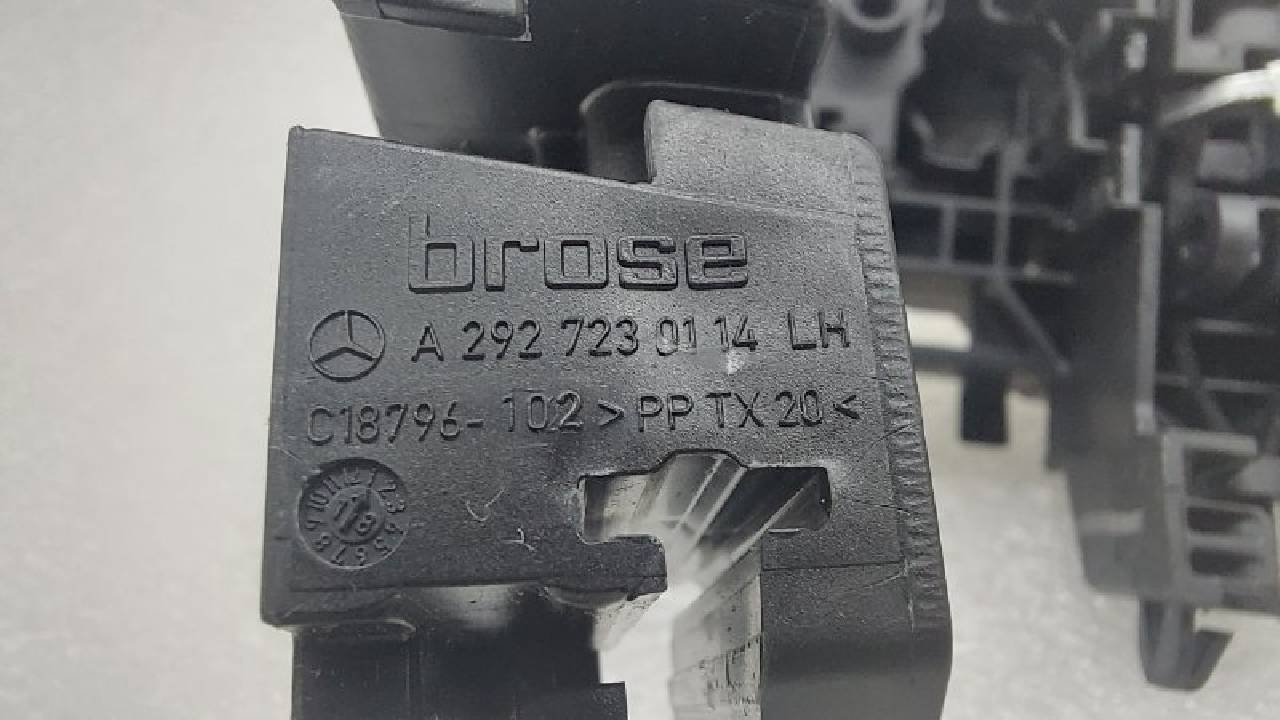 brose
A 292 723 01 14 LH
C18796-102 >PP TX 20<